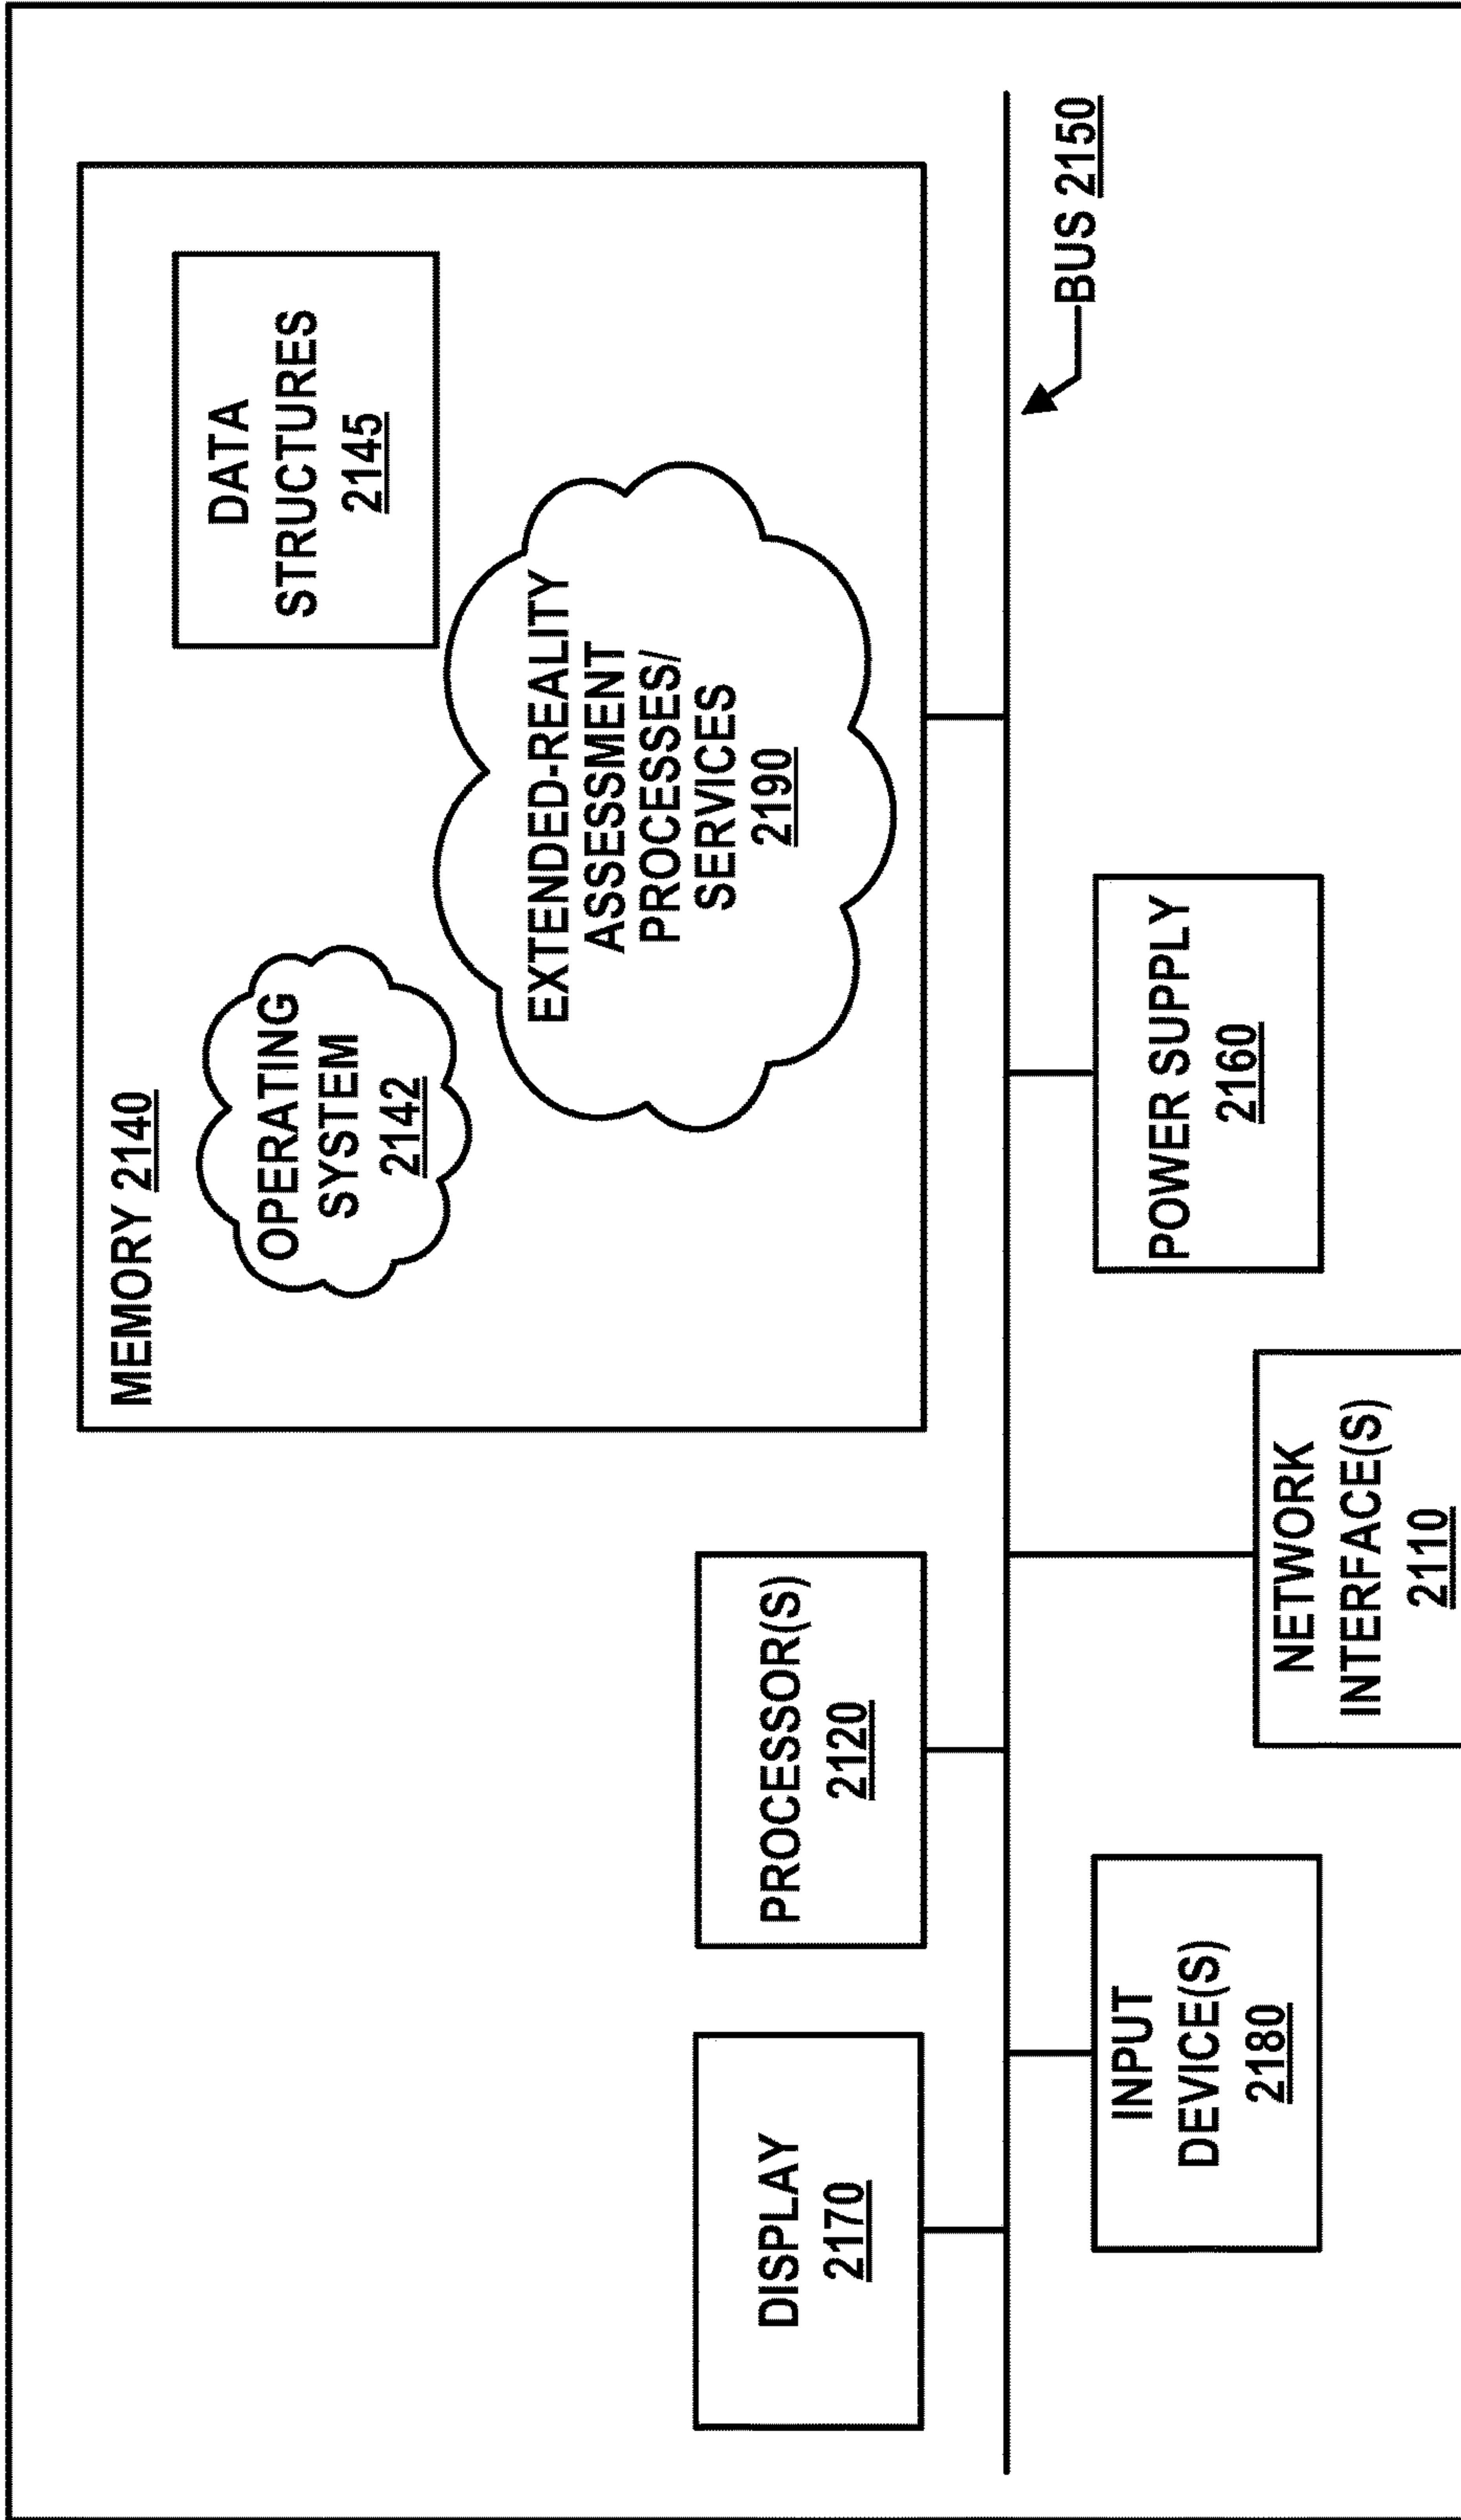 MEMORY 2140
OPERATING
SYSTEM
2142
DATA
STRUCTURES
2145
EXTENDED-REALITY
ASSESSMENT
PROCESSES/
SERVICES
2190
DISPLAY
2170
PROCESSOR(S)
2120
BUS 2150
INPUT
DEVICE(S)
2180
NETWORK
INTERFACE(S)
2110
POWER SUPPLY
2160